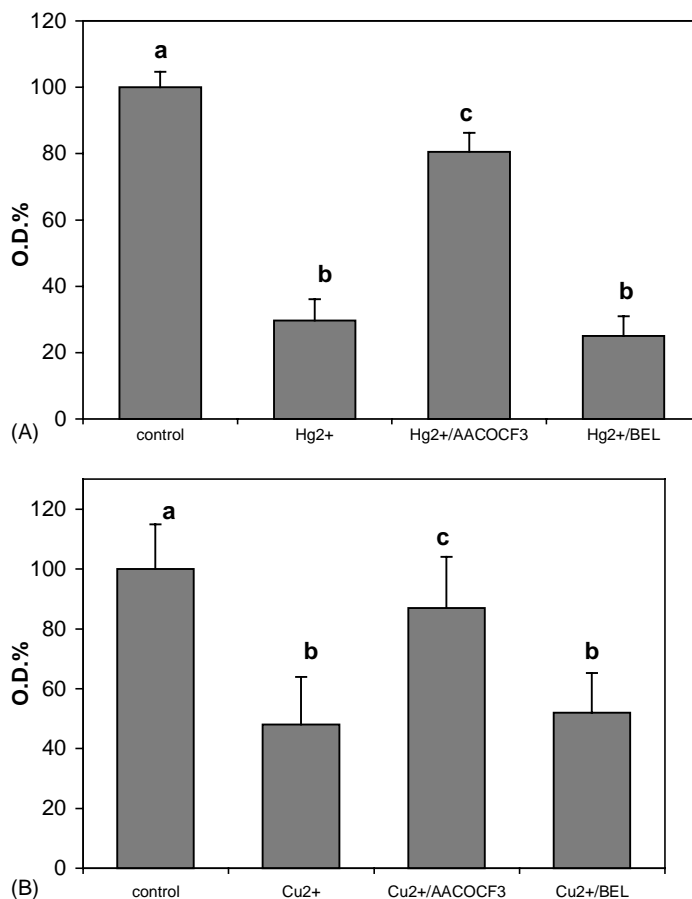 120
a
100
c
80
O.D.%
60
b
b
40
20
0
(A)
control Hg2+ Hg2+/AACOCF3 Hg2+/BEL
120
a
c
100
80
O.D.%
b
b
60
40
20
0
(B)
control Cu2+ Cu2+/AACOCF3 Cu2+/BEL